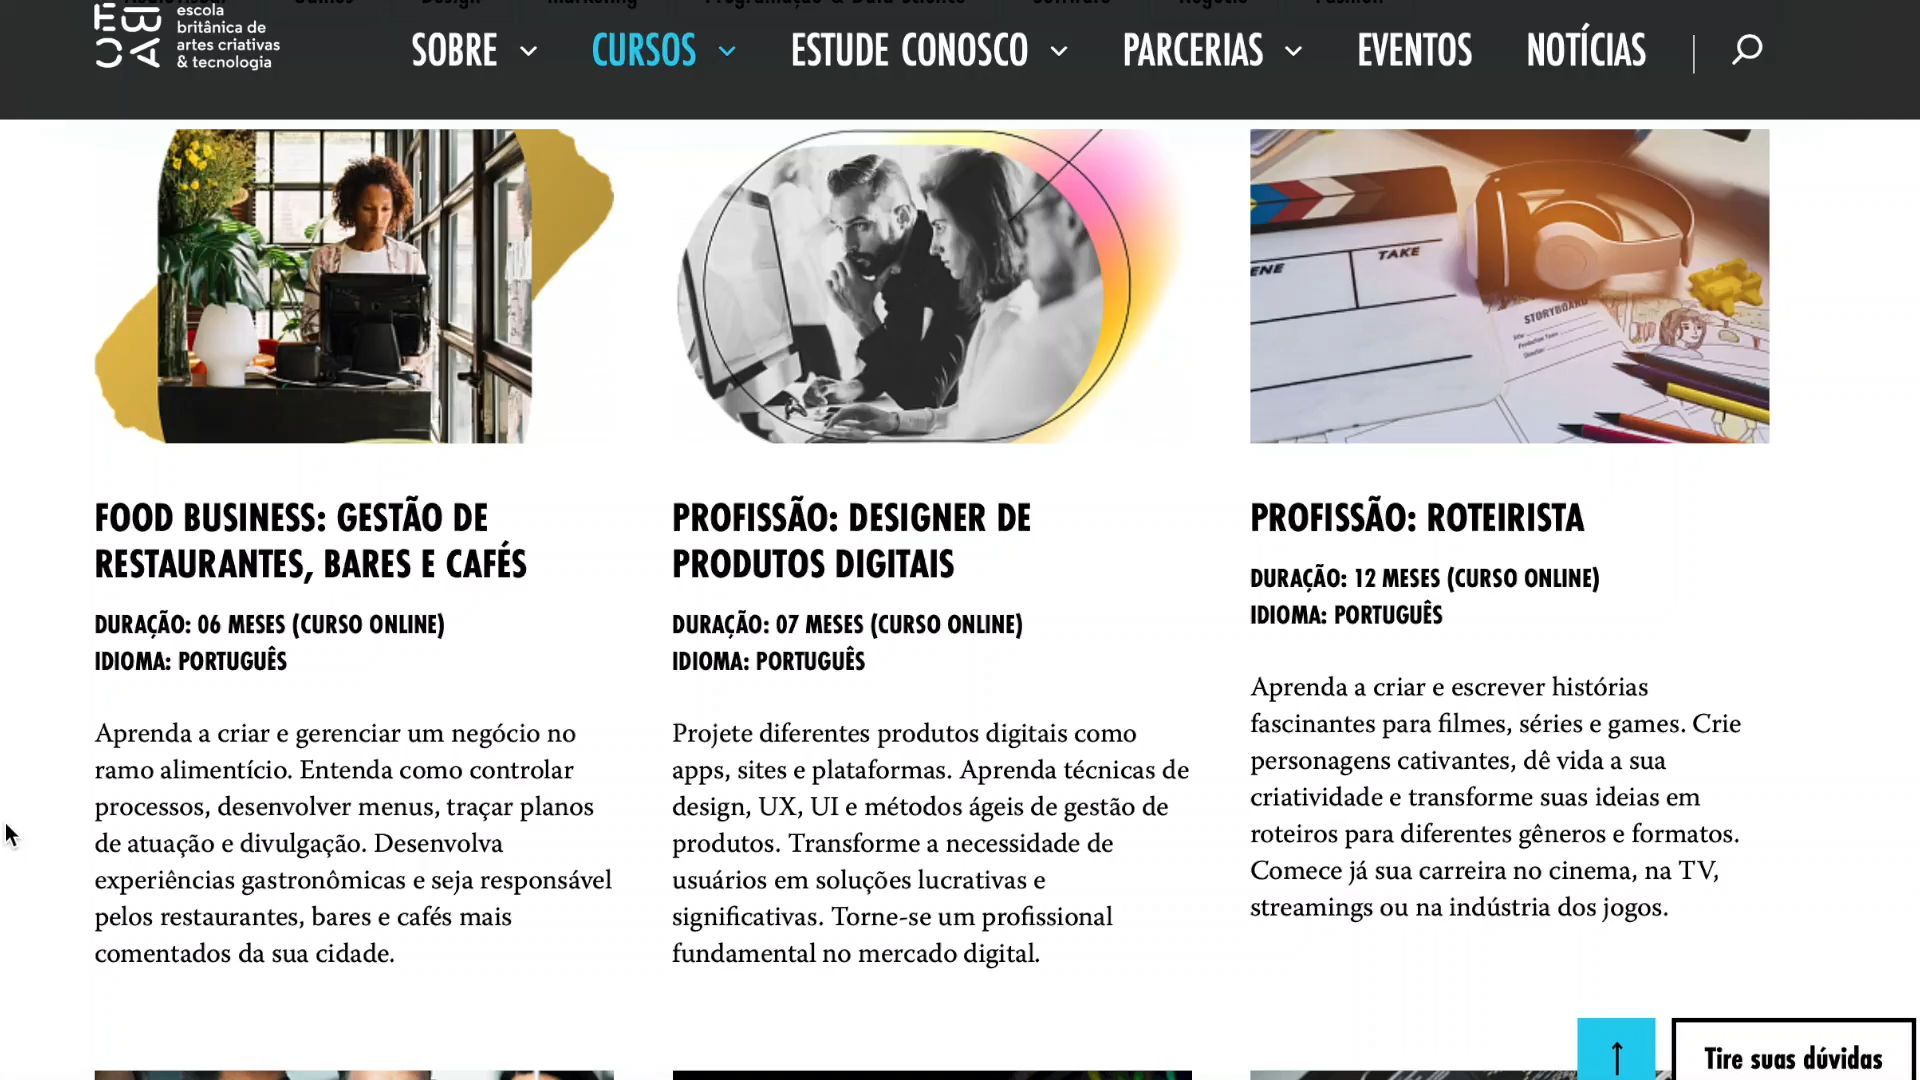 escola
britânica de
artes criativas
& tecnologia
SOBRE
CURSOS
ESTUDE CONOSCO
PARCERIAS
EVENTOS
NOTÍCIAS
TAKE
STORYBOARD
FOOD BUSINESS: GESTÃO DE
RESTAURANTES, BARES E CAFÉS
DURAÇÃO: 06 MESES (CURSO ONLINE)
IDIOMA: PORTUGUÊS
Aprenda a criar e gerenciar um negócio no
ramo alimentício. Entenda como controlar
processos, desenvolver menus, traçar planos
de atuação e divulgação. Desenvolva
experiências gastronômicas e seja responsável
pelos restaurantes, bares e cafés mais
comentados da sua cidade.
PROFISSÃO: DESIGNER DE
PRODUTOS DIGITAIS
DURAÇÃO: 07 MESES (CURSO ONLINE)
IDIOMA: PORTUGUÊS
Projete diferentes produtos digitais como
apps, sites e plataformas. Aprenda técnicas de
design, UX, UI e métodos ágeis de gestão de
produtos. Transforme a necessidade de
usuários em soluções lucrativas e
significativas. Torne-se um profissional
fundamental no mercado digital.
PROFISSÃO: ROTEIRISTA
DURAÇÃO: 12 MESES (CURSO ONLINE)
IDIOMA: PORTUGUÊS
Aprenda a criar e escrever histórias
fascinantes para filmes, séries e games. Crie
personagens cativantes, dê vida a sua
criatividade e transforme suas ideias em
roteiros para diferentes gêneros e formatos.
Comece já sua carreira no cinema, na TV,
streamings ou na indústria dos jogos.
Tire suas dúvidas